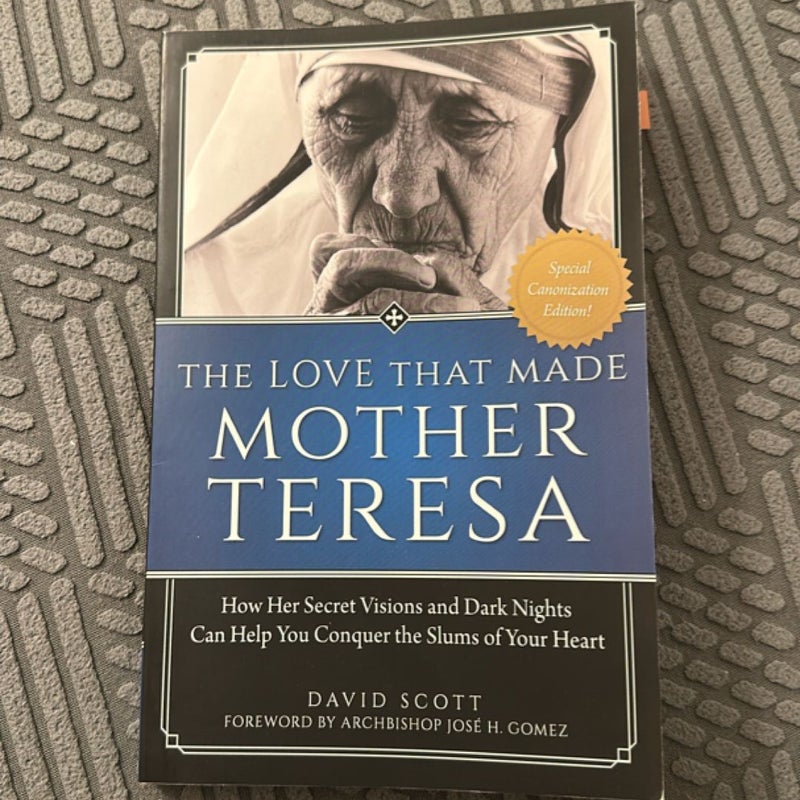 Special
Canonization
Edition!
THE LOVE THAT MADE
MOTHER
TERESA
How Her Secret Visions and Dark Nights
Can Help You Conquer the Slums of Your Heart
DAVID SCOTT
FOREWORD BY ARCHBISHOP JOSÉ H. GOMEZ